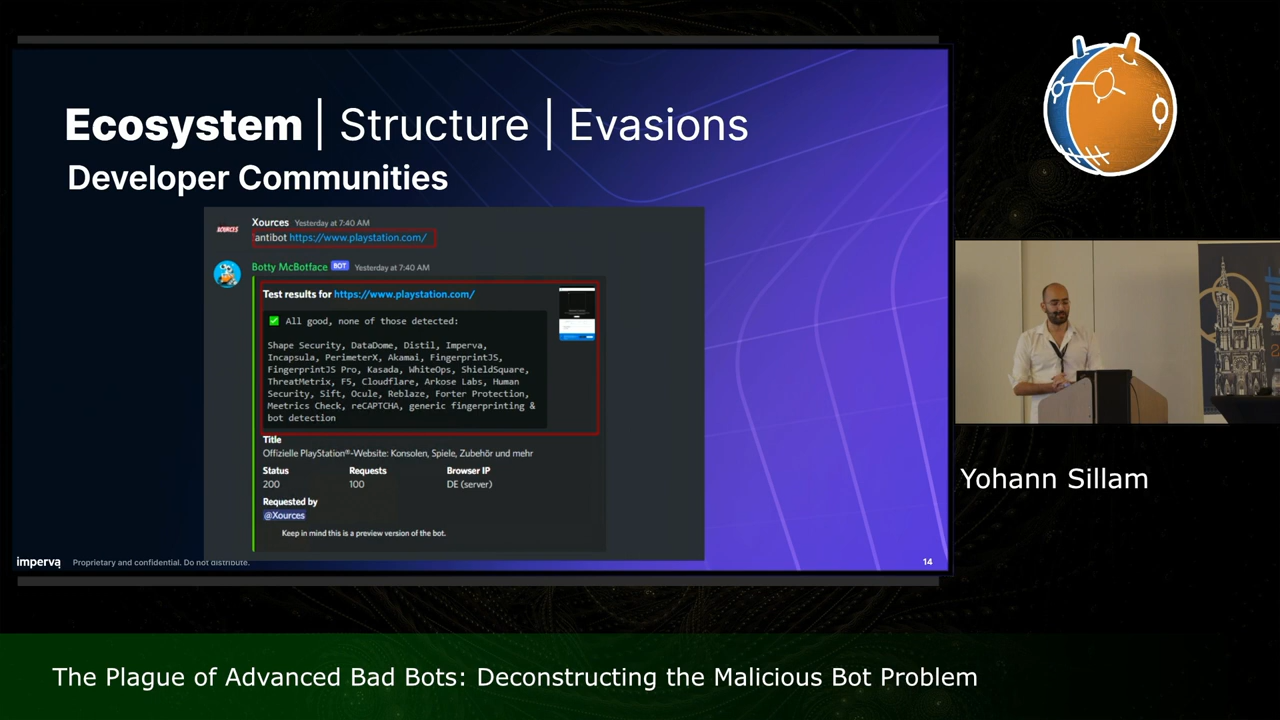 Ecosystem | Structure | Evasions
Developer Communities
XOURCES
Xources Yesterday at 7:40 AM
!antibot https://www.playstation.com/
Botty McBotface BOT Yesterday at 7:40 AM
Test results for https://www.playstation.com/
All good, none of those detected:
Shape Security, DataDome, Distil, Imperva,
Incapsula, PerimeterX, Akamai, FingerprintJS,
FingerprintJS Pro, Kasada, WhiteOps, ShieldSquare,
ThreatMetrix, F5, Cloudflare, Arkose Labs, Human
Security, Sift, Ocule, Reblaze, Forter Protection,
Meetrics Check, reCAPTCHA, generic fingerprinting &
bot detection
Title
Offizielle PlayStation®-Website: Konsolen, Spiele, Zubehör und mehr
Status Requests Browser IP
200 100 DE (server)
Requested by
@Xources
Keep in mind this is a preview version of the bot.
imperva Proprietary and confidential. Do not distribute. 14
Yohann Sillam
The Plague of Advanced Bad Bots: Deconstructing the Malicious Bot Problem